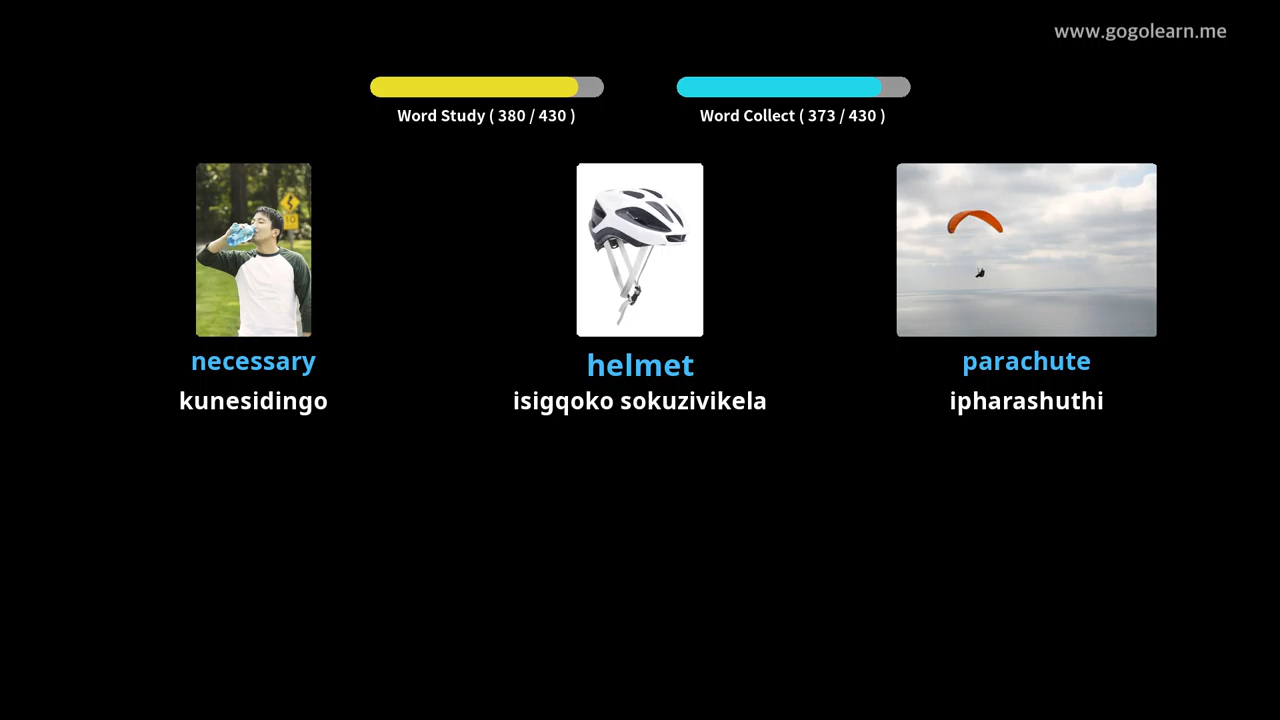 www.gogolearn.me
Word Study ( 380 / 430 )
Word Collect ( 373 / 430 )
necessary
kunesidingo
helmet
isigqoko sokuzivikela
parachute
ipharashuthi